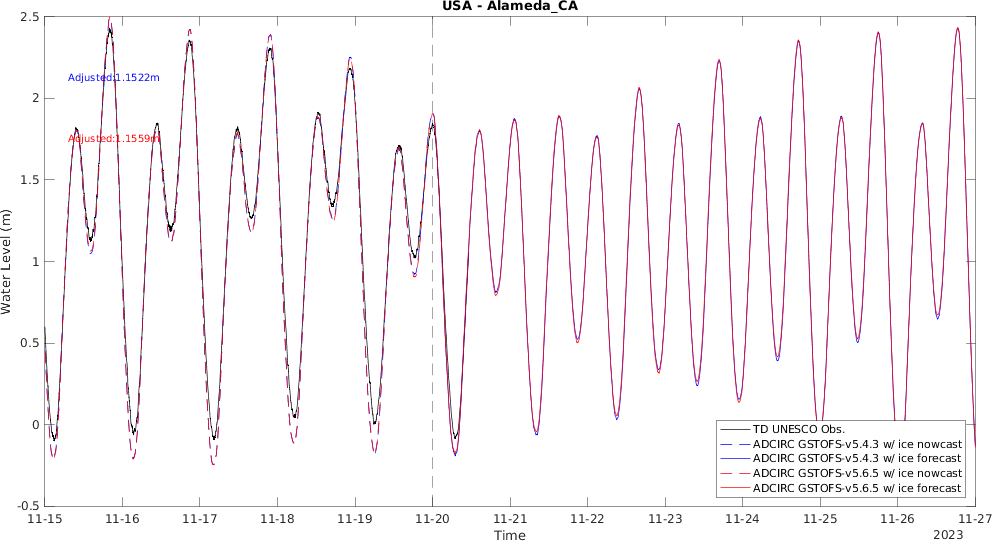 USA - Alameda_CA
2.5
Adjusted:1.1522m
2
Adjusted:1.1559m
1.5
Water Level (m)
1
0.5
0
TD UNESCO Obs.
ADCIRC GSTOFS-v5.4.3 w/ ice nowcast
ADCIRC GSTOFS-v5.4.3 w/ ice forecast
ADCIRC GSTOFS-v5.6.5 w/ ice nowcast
ADCIRC GSTOFS-v5.6.5 w/ ice forecast
-0.5
11-15 11-16 11-17 11-18 11-19 11-20 11-21 11-22 11-23 11-24 11-25 11-26 11-27
Time
2023